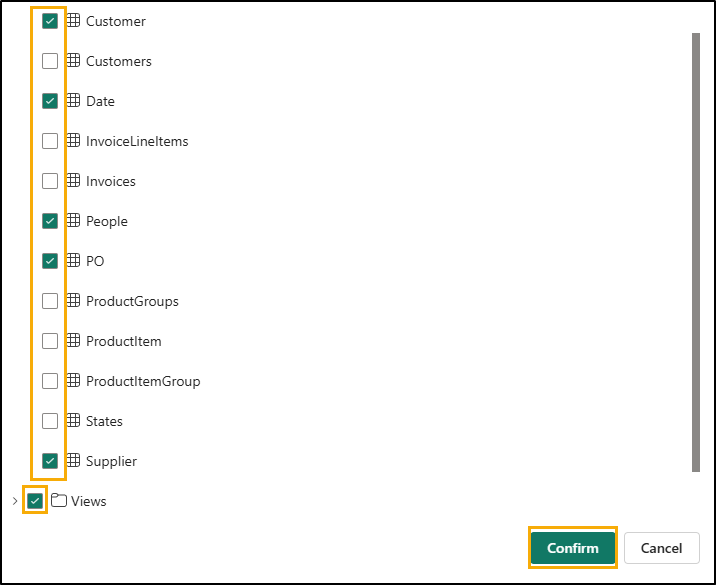 Customer
Customers
Date
InvoiceLineItems
Invoices
People
PO
ProductGroups
ProductItem
ProductItemGroup
States
Supplier
Views
Confirm Cancel